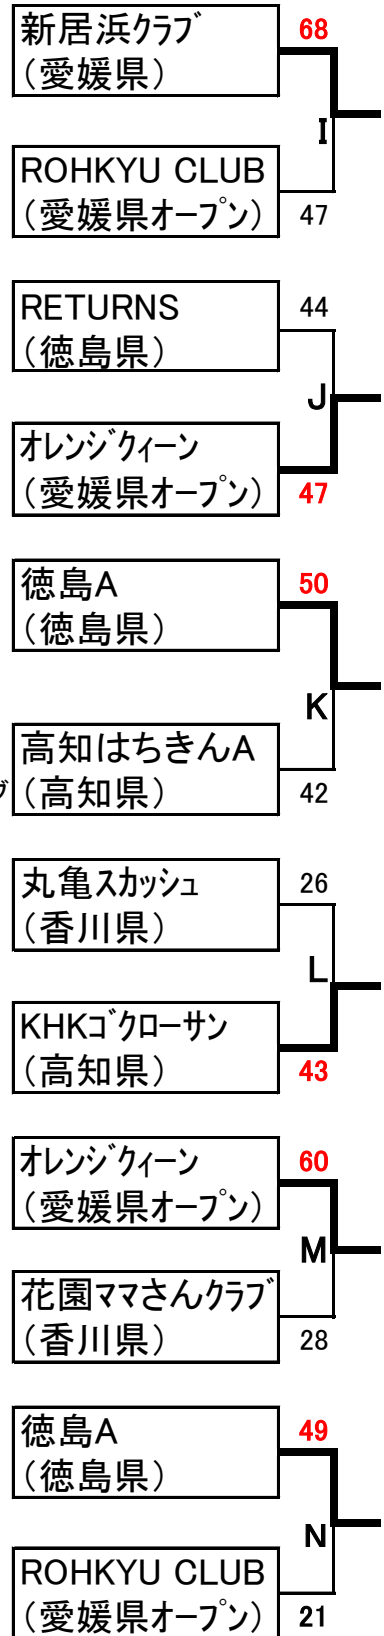 新居浜ｸﾗﾌﾞ
68
（愛媛県）
I
ROHKYU CLUB
（愛媛県オープン）
47
RETURNS
44
（徳島県）
J
オレンジクィーン
（愛媛県オープン）
47
徳島A
50
（徳島県）
K
高知はちきんA
ブ
（高知県）
42
丸亀スカッシュ
26
（香川県）
L
KHKゴクローサン
（高知県）
43
オレンジクィーン
60
（愛媛県オープン）
M
花園ママさんクラブ
（香川県）
28
徳島A
49
（徳島県）
N
ROHKYU CLUB
（愛媛県オープン）
21